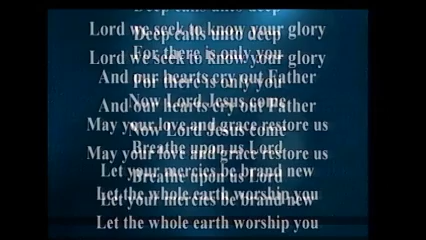 Deep calls unto deep
Deep calls unto deep
Lord we seek to know your glory
For there is only you
Lord we seek to know your glory
And our hearts cry out Father
For there is only you
Now Lord Jesus come
And our hearts cry out Father
May your love and grace restore us
Now Lord Jesus come
Breathe upon us Lord
May your love and grace restore us
Let your mercies be brand new
Breathe upon us Lord
Let the whole earth worship you
Let your mercies be brand new
Let the whole earth worship you